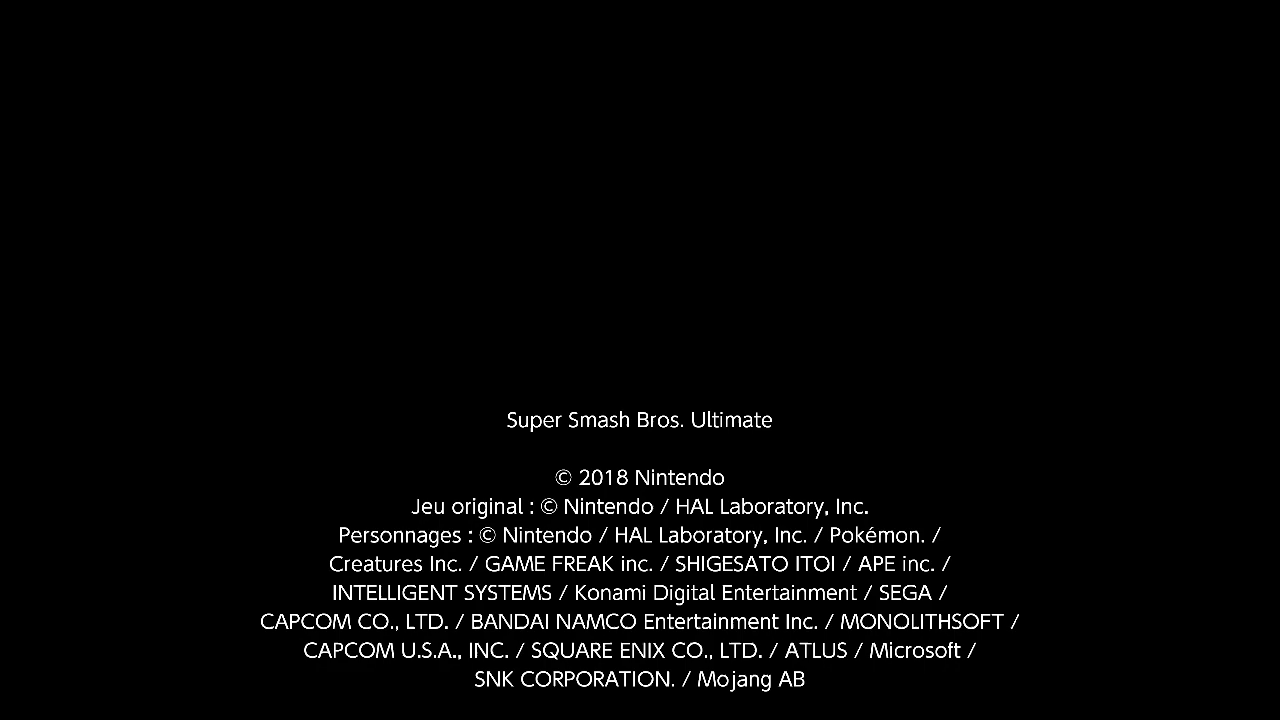 Super Smash Bros. Ultimate
© 2018 Nintendo
Jeu original : © Nintendo / HAL Laboratory, Inc.
Personnages : © Nintendo / HAL Laboratory, Inc. / Pokémon. /
Creatures Inc. / GAME FREAK inc. / SHIGESATO ITOI / APE inc. /
INTELLIGENT SYSTEMS / Konami Digital Entertainment / SEGA /
CAPCOM CO., LTD. / BANDAI NAMCO Entertainment Inc. / MONOLITHSOFT /
CAPCOM U.S.A., INC. / SQUARE ENIX CO., LTD. / ATLUS / Microsoft /
SNK CORPORATION. / Mojang AB